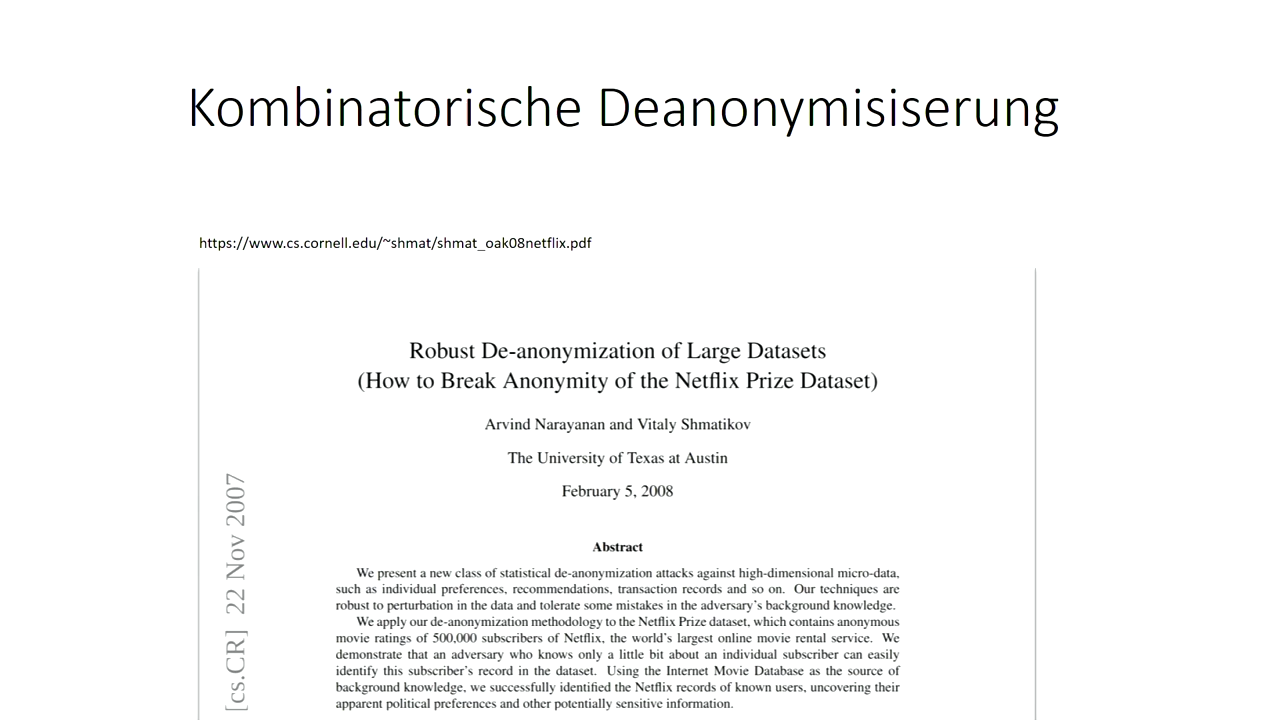 Kombinatorische Deanonymisiserung
https://www.cs.cornell.edu/~shmat/shmat_oak08netflix.pdf
Robust De-anonymization of Large Datasets
(How to Break Anonymity of the Netflix Prize Dataset)
Arvind Narayanan and Vitaly Shmatikov
The University of Texas at Austin
February 5, 2008
Abstract
We present a new class of statistical de-anonymization attacks against high-dimensional micro-data,
such as individual preferences, recommendations, transaction records and so on. Our techniques are
robust to perturbation in the data and tolerate some mistakes in the adversary's background knowledge.
We apply our de-anonymization methodology to the Netflix Prize dataset, which contains anonymous
movie ratings of 500,000 subscribers of Netflix, the world's largest online movie rental service. We
demonstrate that an adversary who knows only a little bit about an individual subscriber can easily
identify this subscriber's record in the dataset. Using the Internet Movie Database as the source of
background knowledge, we successfully identified the Netflix records of known users, uncovering their
apparent political preferences and other potentially sensitive information.
[cs.CR] 22 Nov 2007